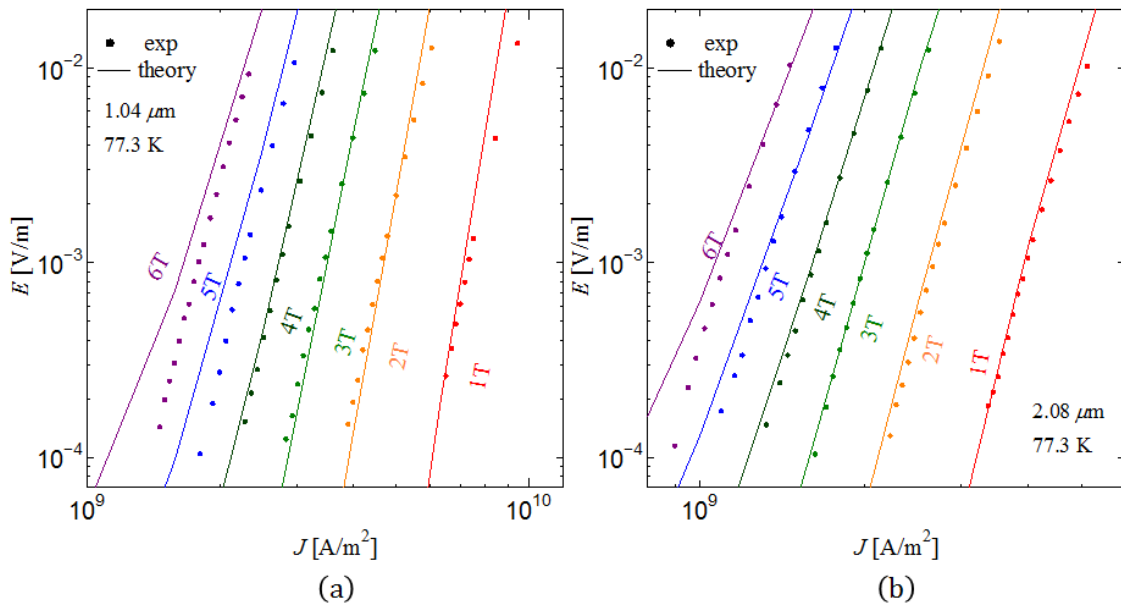 exp
theory
1.04 μm
77.3 K
10⁻²
10⁻³
10⁻⁴
E [V/m]
6T
5T
4T
3T
2T
1T
10⁹
10¹⁰
J [A/m²]
(a)
exp
theory
10⁻²
10⁻³
10⁻⁴
E [V/m]
6T
5T
4T
3T
2T
1T
2.08 μm
77.3 K
10⁹
J [A/m²]
(b)